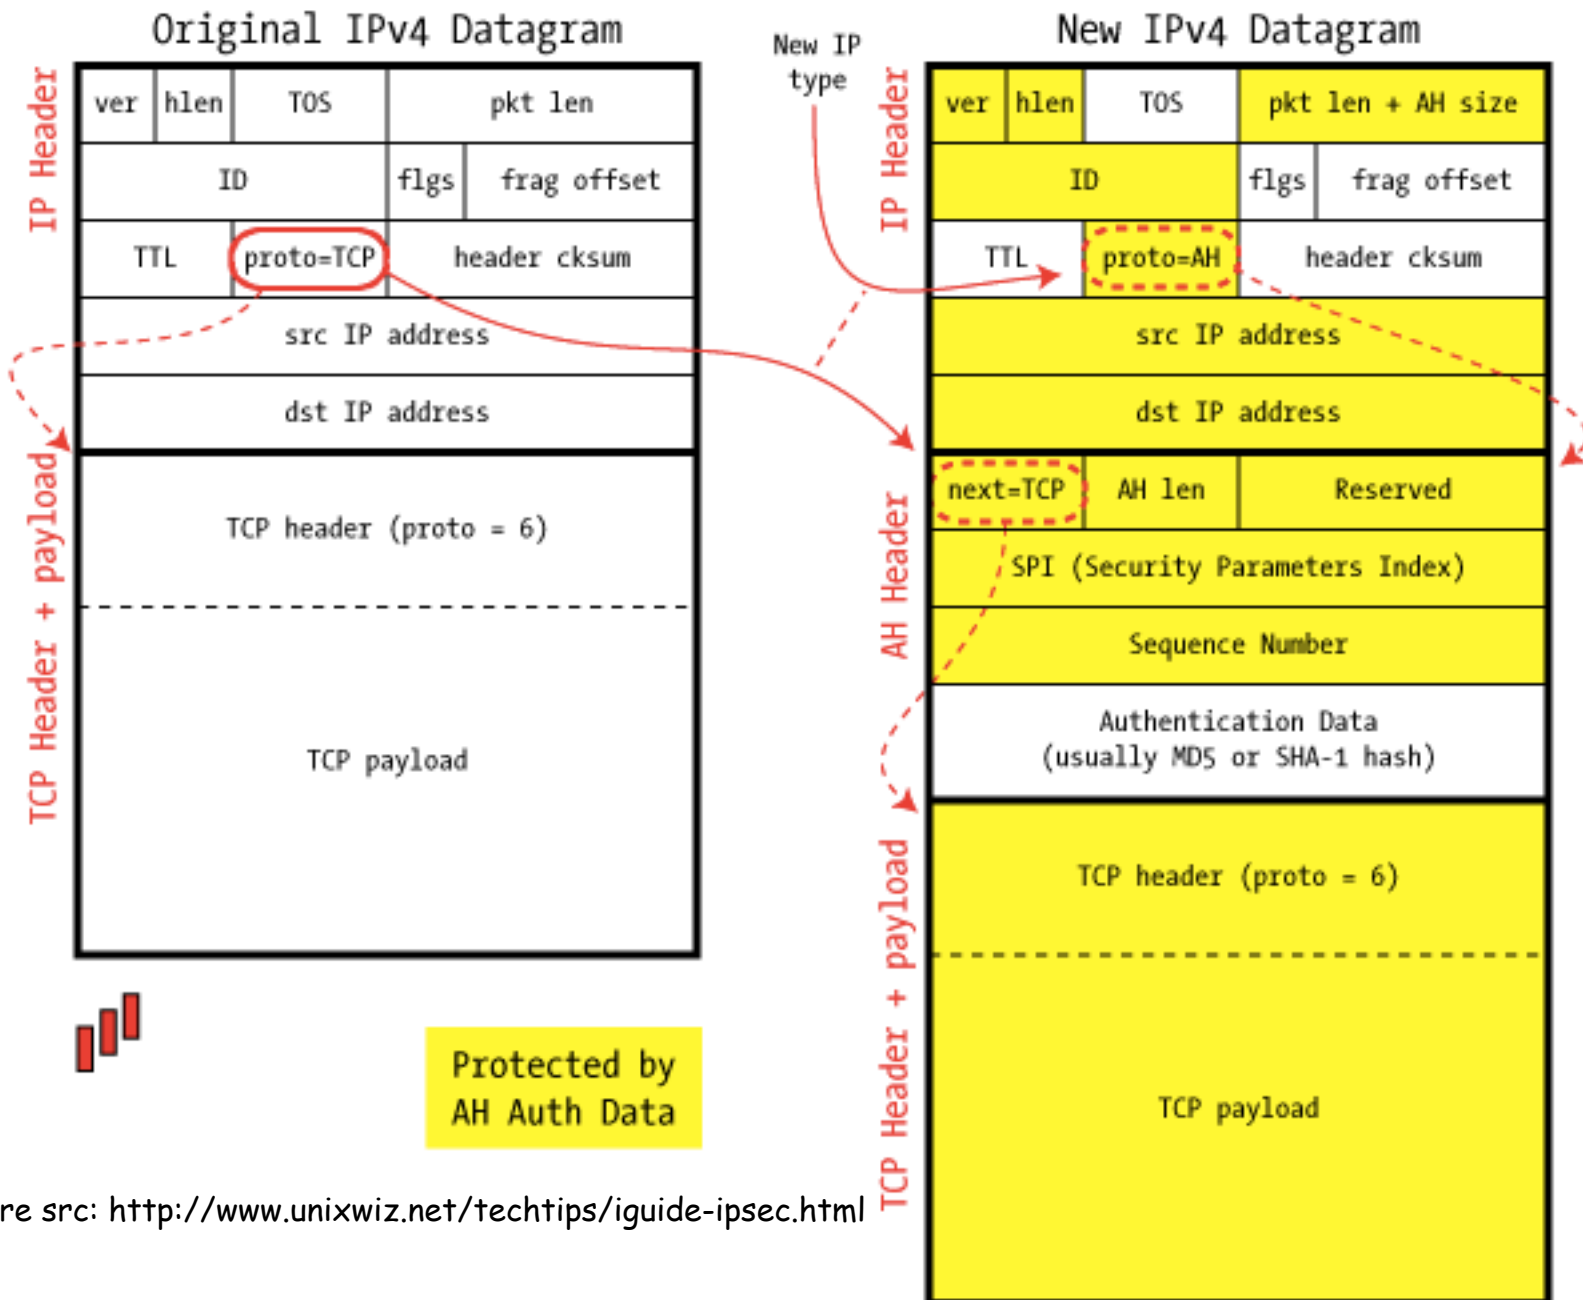 Original IPv4 Datagram
IP Header
ver hlen TOS pkt len
ID flgs frag offset
TTL proto=TCP header cksum
src IP address
dst IP address
TCP Header + payload
TCP header (proto = 6)
TCP payload
New IP
type
New IPv4 Datagram
IP Header
ver hlen TOS pkt len + AH size
ID flgs frag offset
TTL proto=AH header cksum
src IP address
dst IP address
AH Header
next=TCP AH len Reserved
SPI (Security Parameters Index)
Sequence Number
Authentication Data
(usually MD5 or SHA-1 hash)
TCP Header + payload
TCP header (proto = 6)
TCP payload
Protected by
AH Auth Data
re src: http://www.unixwiz.net/techtips/iguide-ipsec.html